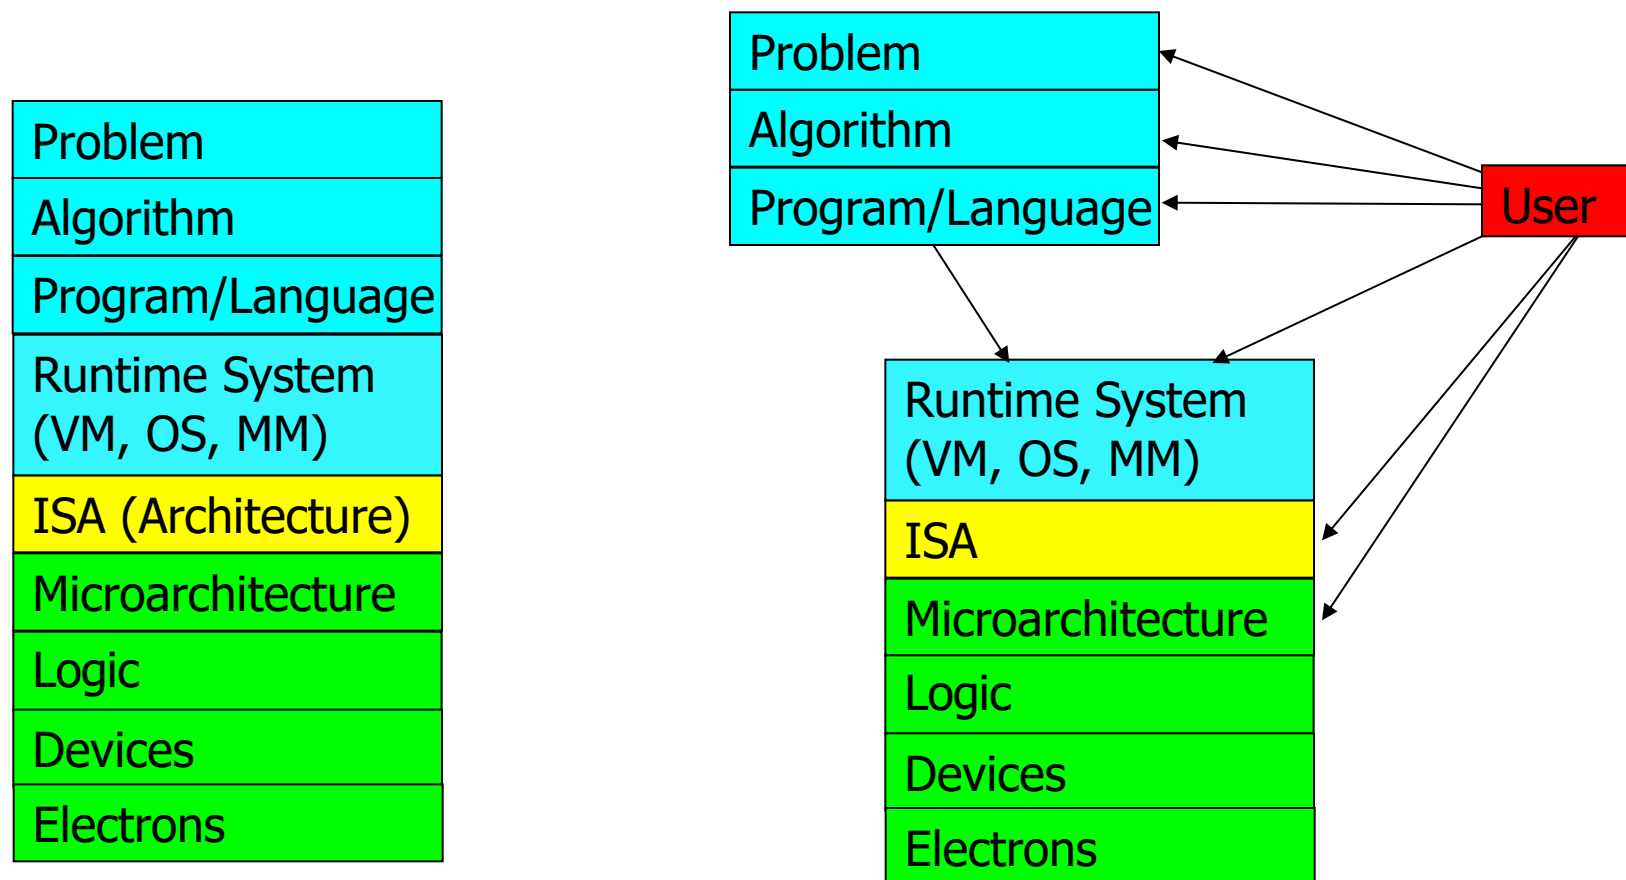 Problem
Algorithm
Program/Language
Runtime System
(VM, OS, MM)
ISA (Architecture)
Microarchitecture
Logic
Devices
Electrons
Problem
Algorithm
Program/Language
User
Runtime System
(VM, OS, MM)
ISA
Microarchitecture
Logic
Devices
Electrons